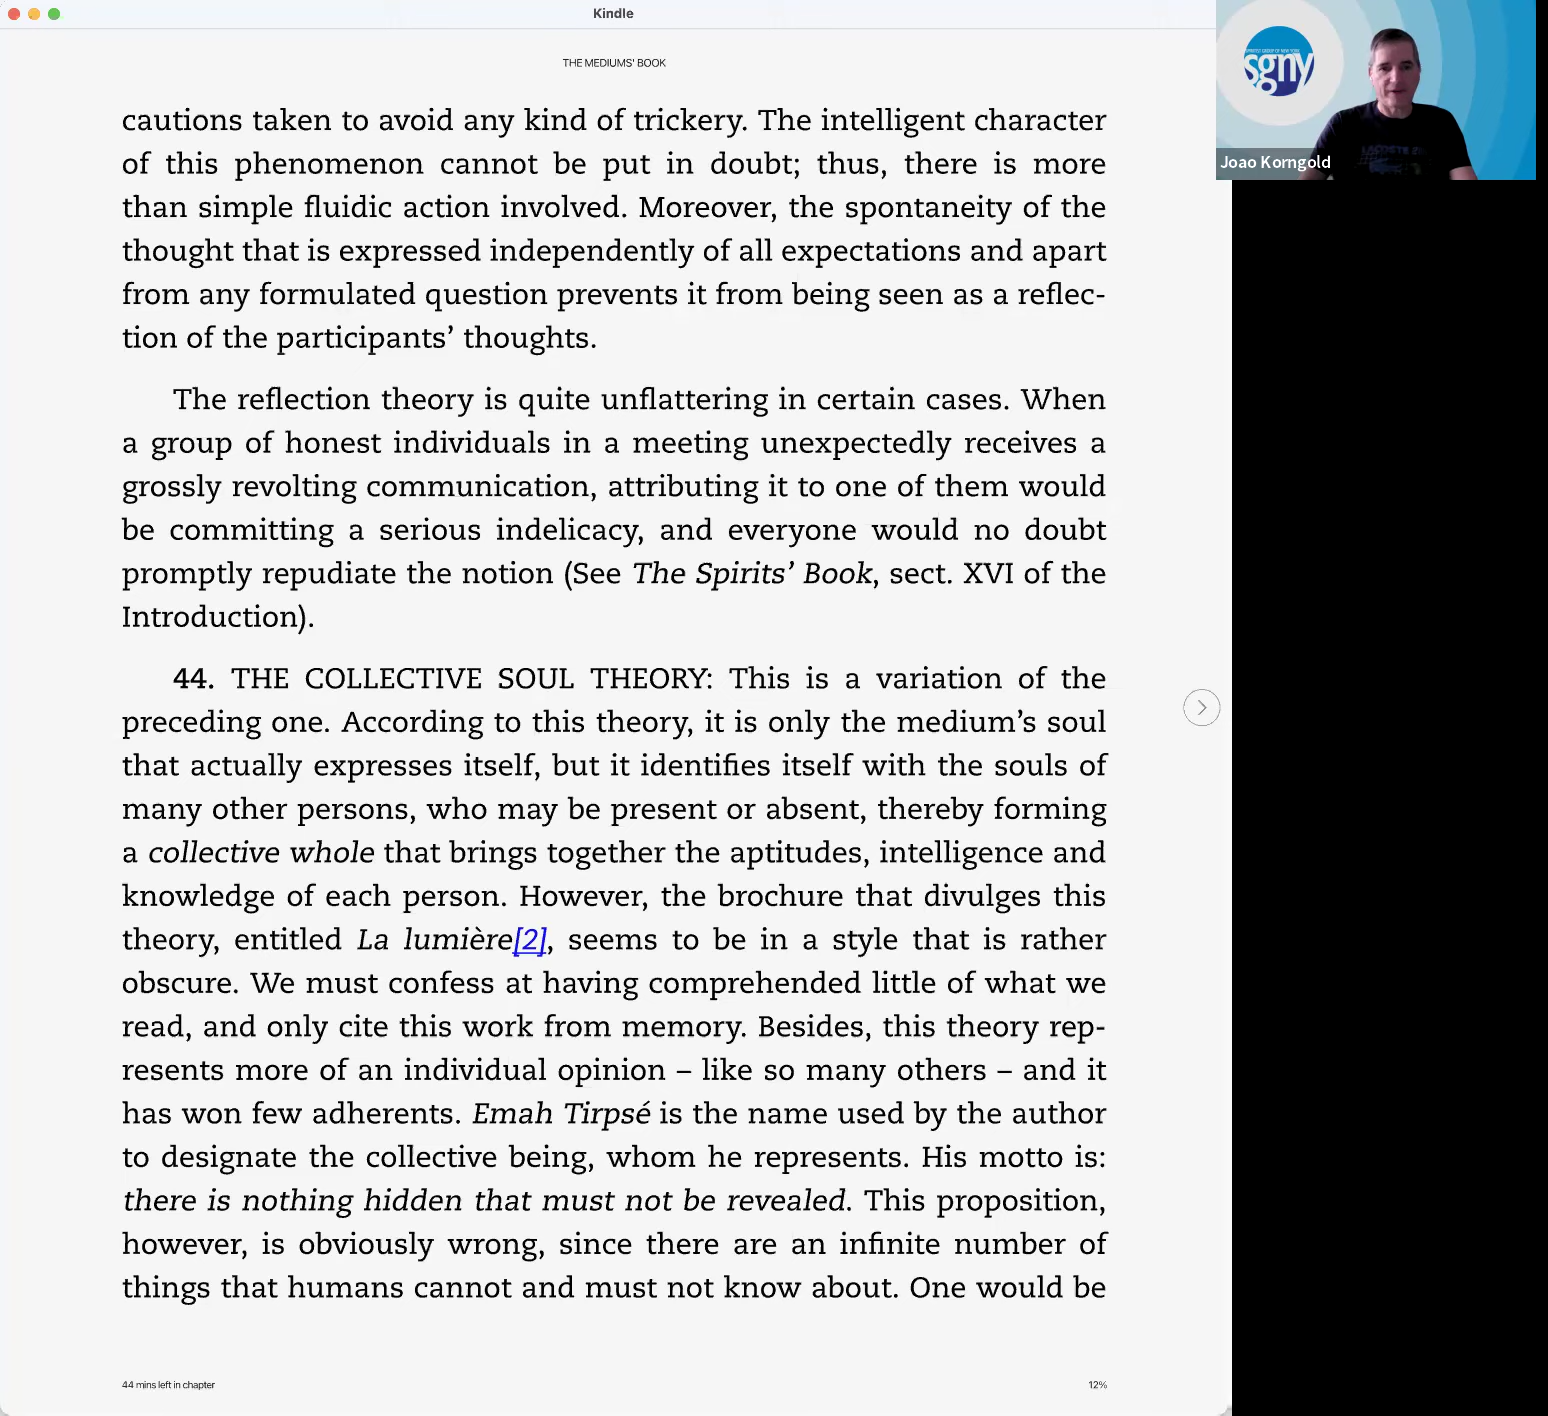 Kindle
THE MEDIUMS' BOOK
cautions taken to avoid any kind of trickery. The intelligent character
of this phenomenon cannot be put in doubt; thus, there is more
than simple fluidic action involved. Moreover, the spontaneity of the
thought that is expressed independently of all expectations and apart
from any formulated question prevents it from being seen as a reflec-
tion of the participants’ thoughts.
The reflection theory is quite unflattering in certain cases. When
a group of honest individuals in a meeting unexpectedly receives a
grossly revolting communication, attributing it to one of them would
be committing a serious indelicacy, and everyone would no doubt
promptly repudiate the notion (See The Spirits’ Book, sect. XVI of the
Introduction).
44. THE COLLECTIVE SOUL THEORY: This is a variation of the
preceding one. According to this theory, it is only the medium’s soul
that actually expresses itself, but it identifies itself with the souls of
many other persons, who may be present or absent, thereby forming
a collective whole that brings together the aptitudes, intelligence and
knowledge of each person. However, the brochure that divulges this
theory, entitled La lumière[2], seems to be in a style that is rather
obscure. We must confess at having comprehended little of what we
read, and only cite this work from memory. Besides, this theory rep-
resents more of an individual opinion – like so many others – and it
has won few adherents. Emah Tirpsé is the name used by the author
to designate the collective being, whom he represents. His motto is:
there is nothing hidden that must not be revealed. This proposition,
however, is obviously wrong, since there are an infinite number of
things that humans cannot and must not know about. One would be
44 mins left in chapter
12%
SPIRITIST GROUP OF NEW YORK
sgny
Joao Korngold